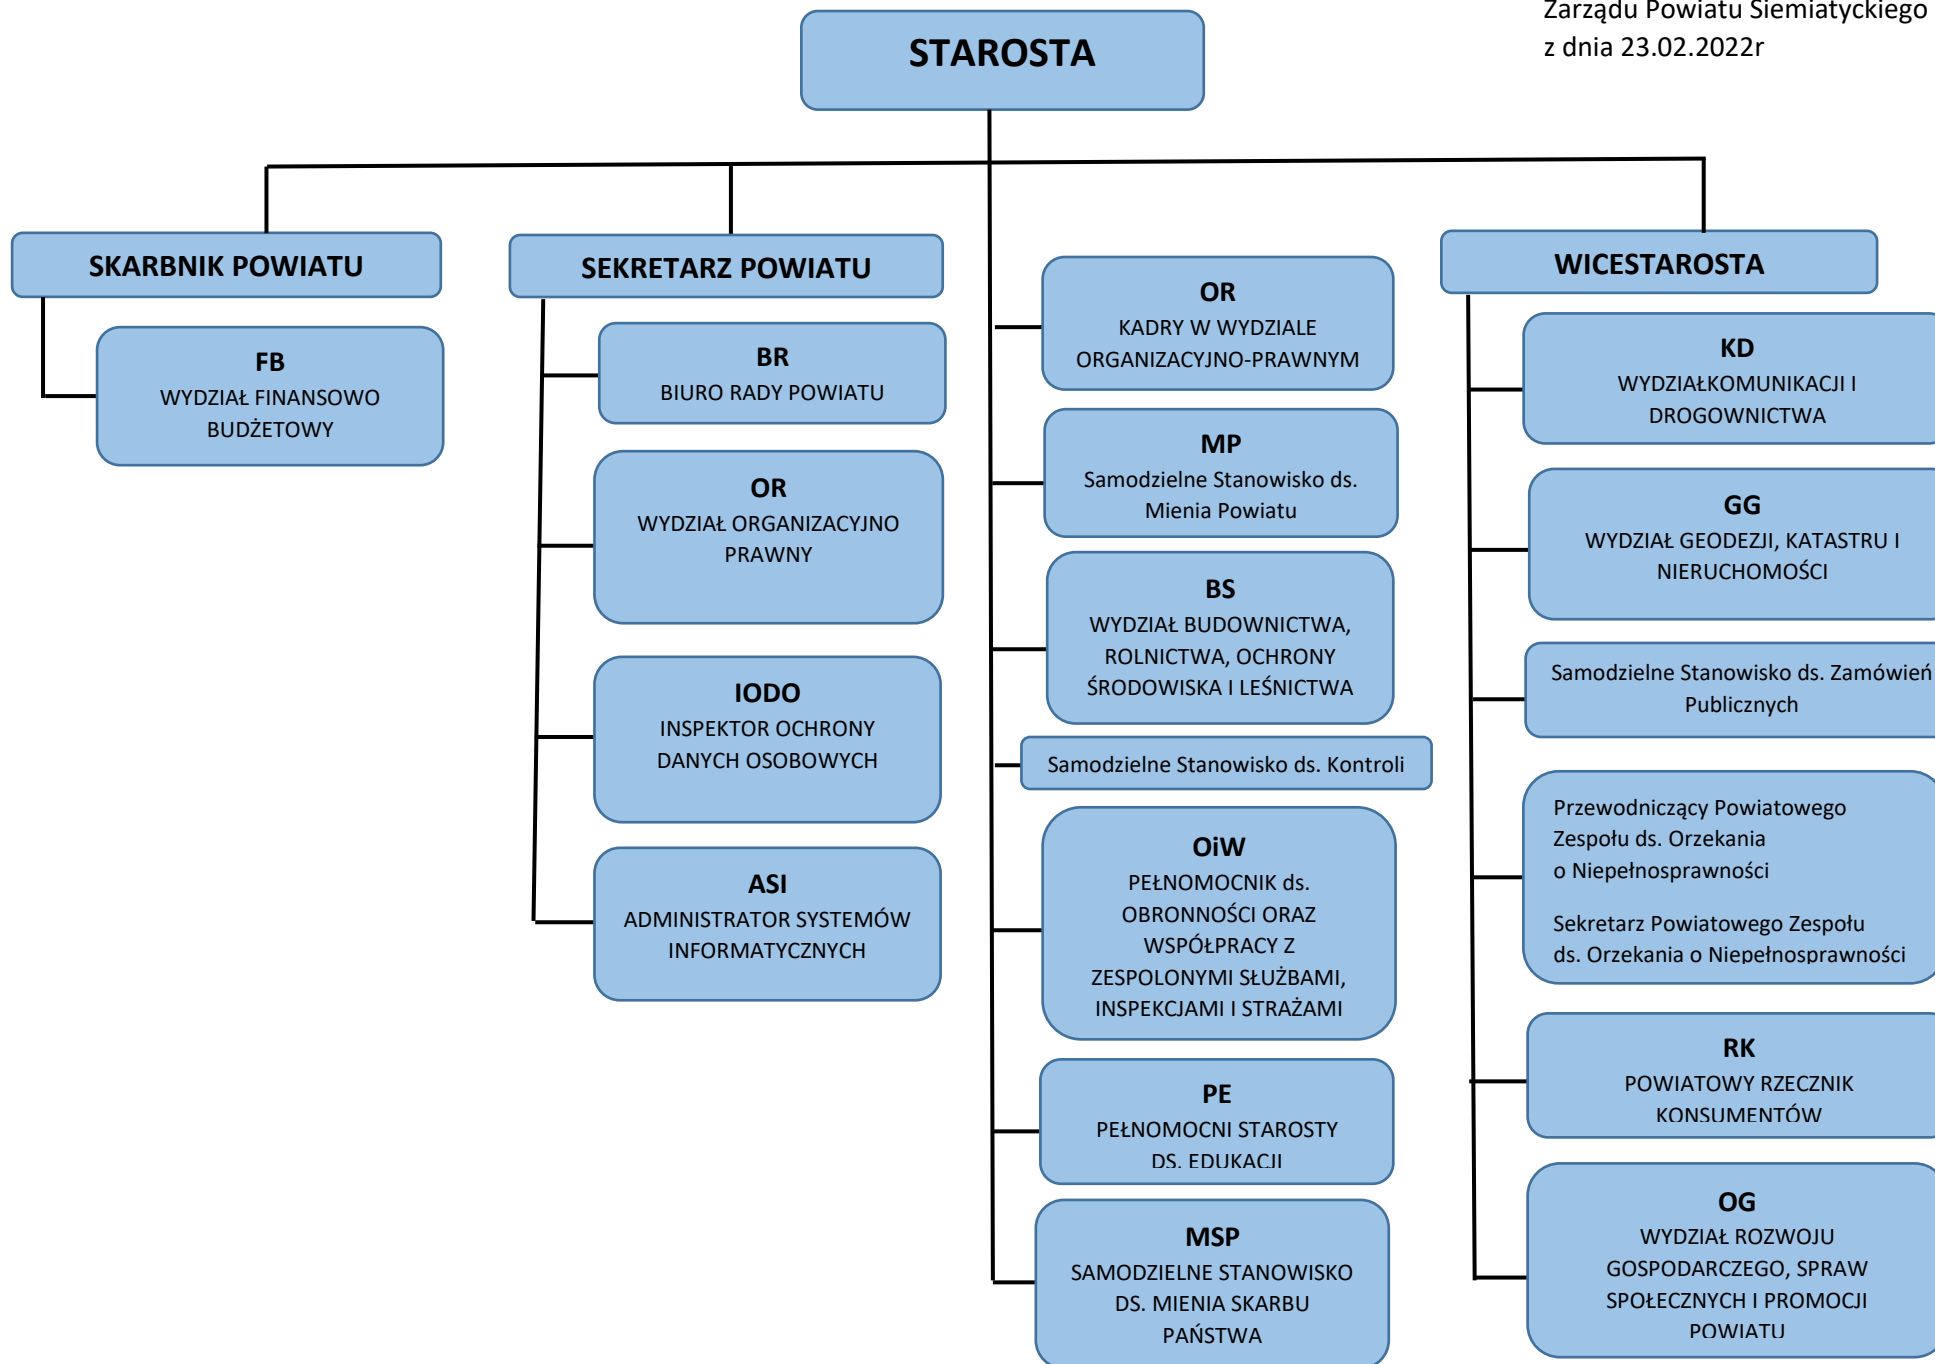 Zarządu Powiatu Siemiatyckiego
z dnia 23.02.2022r
STAROSTA
SKARBNIK POWIATU
FB
WYDZIAŁ FINANSOWO
BUDŻETOWY
SEKRETARZ POWIATU
BR
BIURO RADY POWIATU
OR
WYDZIAŁ ORGANIZACYJNO
PRAWNY
IODO
INSPEKTOR OCHRONY
DANYCH OSOBOWYCH
ASI
ADMINISTRATOR SYSTEMÓW
INFORMATYCZNYCH
OR
KADRY W WYDZIALE
ORGANIZACYJNO-PRAWNYM
MP
Samodzielne Stanowisko ds.
Mienia Powiatu
BS
WYDZIAŁ BUDOWNICTWA,
ROLNICTWA, OCHRONY
ŚRODOWISKA I LEŚNICTWA
Samodzielne Stanowisko ds. Kontroli
OiW
PEŁNOMOCNIK ds.
OBRONNOŚCI ORAZ
WSPÓŁPRACY Z
ZESPOLONYMI SŁUŻBAMI,
INSPEKCJAMI I STRAŻAMI
PE
PEŁNOMOCNI STAROSTY
DS. EDUKACJI
MSP
SAMODZIELNE STANOWISKO
DS. MIENIA SKARBU
PAŃSTWA
WICESTAROSTA
KD
WYDZIAŁKOMUNIKACJI I
DROGOWNICTWA
GG
WYDZIAŁ GEODEZJI, KATASTRU I
NIERUCHOMOŚCI
Samodzielne Stanowisko ds. Zamówień
Publicznych
Przewodniczący Powiatowego
Zespołu ds. Orzekania
o Niepełnosprawności
Sekretarz Powiatowego Zespołu
ds. Orzekania o Niepełnosprawności
RK
POWIATOWY RZECZNIK
KONSUMENTÓW
OG
WYDZIAŁ ROZWOJU
GOSPODARCZEGO, SPRAW
SPOŁECZNYCH I PROMOCJI
POWIATU